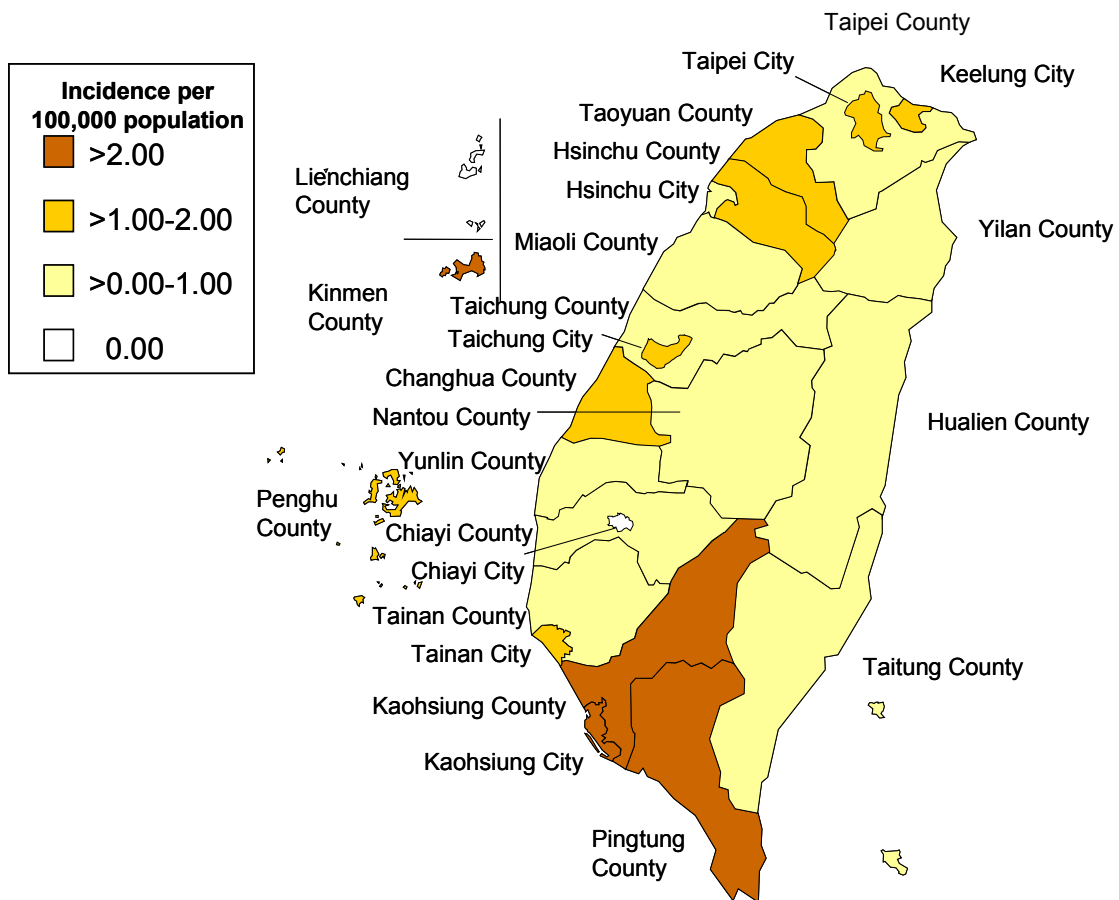 Taipei County
Taipei City
Keelung City
Incidence per
100,000 population
>2.00
>1.00-2.00
>0.00-1.00
0.00
Taoyuan County
Hsinchu County
Hsinchu City
Lienchiang
County
Miaoli County
Yilan County
Kinmen
County
Taichung County
Taichung City
Changhua County
Nantou County
Hualien County
Yunlin County
Penghu
County
Chiayi County
Chiayi City
Tainan County
Tainan City
Taitung County
Kaohsiung County
Kaohsiung City
Pingtung
County